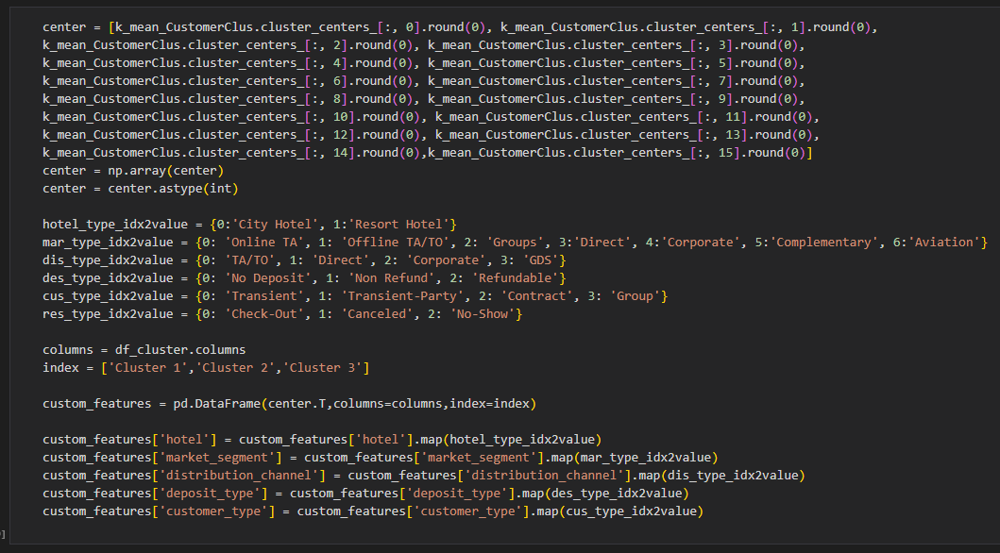 center = [k_mean_CustomerClus.cluster_centers_[:, 0].round(0), k_mean_CustomerClus.cluster_centers_[:, 1].round(0),
k_mean_CustomerClus.cluster_centers_[:, 2].round(0), k_mean_CustomerClus.cluster_centers_[:, 3].round(0),
k_mean_CustomerClus.cluster_centers_[:, 4].round(0), k_mean_CustomerClus.cluster_centers_[:, 5].round(0),
k_mean_CustomerClus.cluster_centers_[:, 6].round(0), k_mean_CustomerClus.cluster_centers_[:, 7].round(0),
k_mean_CustomerClus.cluster_centers_[:, 8].round(0), k_mean_CustomerClus.cluster_centers_[:, 9].round(0),
k_mean_CustomerClus.cluster_centers_[:, 10].round(0), k_mean_CustomerClus.cluster_centers_[:, 11].round(0),
k_mean_CustomerClus.cluster_centers_[:, 12].round(0), k_mean_CustomerClus.cluster_centers_[:, 13].round(0),
k_mean_CustomerClus.cluster_centers_[:, 14].round(0),k_mean_CustomerClus.cluster_centers_[:, 15].round(0)]
center = np.array(center)
center = center.astype(int)
hotel_type_idx2value = {0:'City Hotel', 1:'Resort Hotel'}
mar_type_idx2value = {0: 'Online TA', 1: 'Offline TA/TO', 2: 'Groups', 3:'Direct', 4:'Corporate', 5:'Complementary', 6:'Aviation'}
dis_type_idx2value = {0: 'TA/TO', 1: 'Direct', 2: 'Corporate', 3: 'GDS'}
des_type_idx2value = {0: 'No Deposit', 1: 'Non Refund', 2: 'Refundable'}
cus_type_idx2value = {0: 'Transient', 1: 'Transient-Party', 2: 'Contract', 3: 'Group'}
res_type_idx2value = {0: 'Check-Out', 1: 'Canceled', 2: 'No-Show'}
columns = df_cluster.columns
index = ['Cluster 1','Cluster 2','Cluster 3']
custom_features = pd.DataFrame(center.T,columns=columns,index=index)
custom_features['hotel'] = custom_features['hotel'].map(hotel_type_idx2value)
custom_features['market_segment'] = custom_features['market_segment'].map(mar_type_idx2value)
custom_features['distribution_channel'] = custom_features['distribution_channel'].map(dis_type_idx2value)
custom_features['deposit_type'] = custom_features['deposit_type'].map(des_type_idx2value)
custom_features['customer_type'] = custom_features['customer_type'].map(cus_type_idx2value)